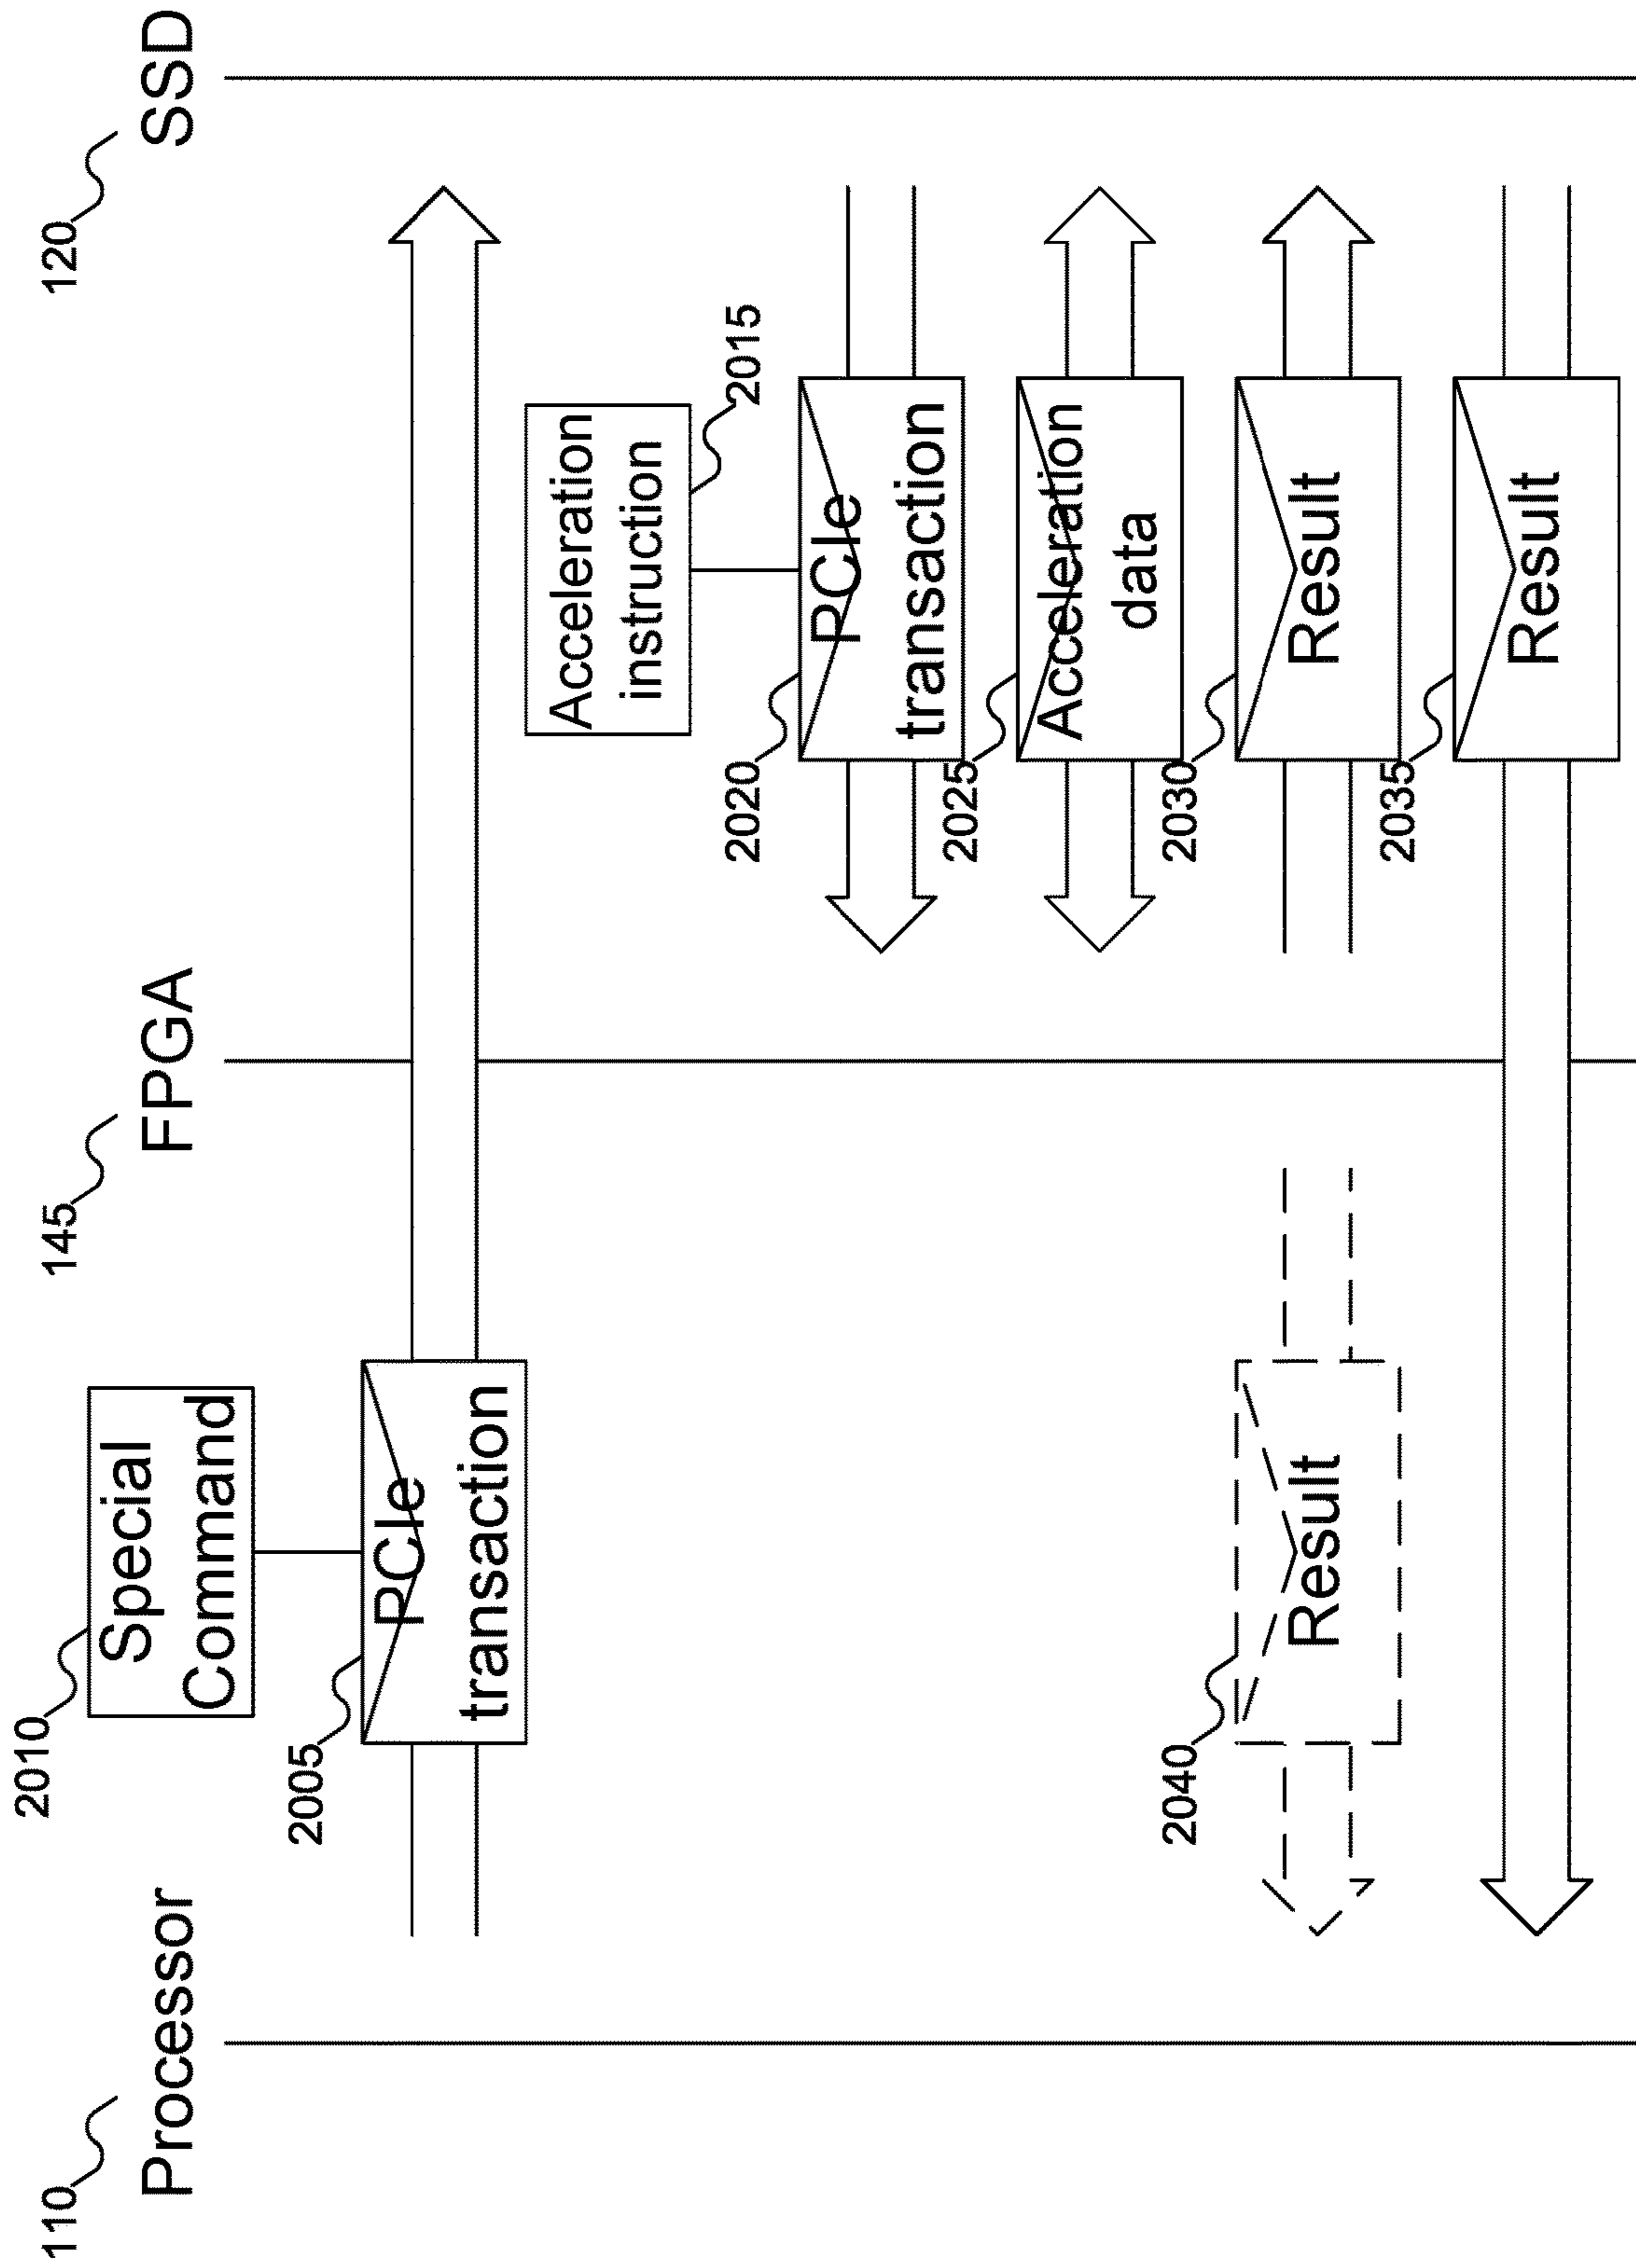 110
Processor
145
FPGA
120
SSD
2010
Special
Command
2005
PCIe
transaction
Acceleration
instruction
2015
2020
PCIe
transaction
2025
Acceleration
data
2040
Result
2030
Result
2035
Result